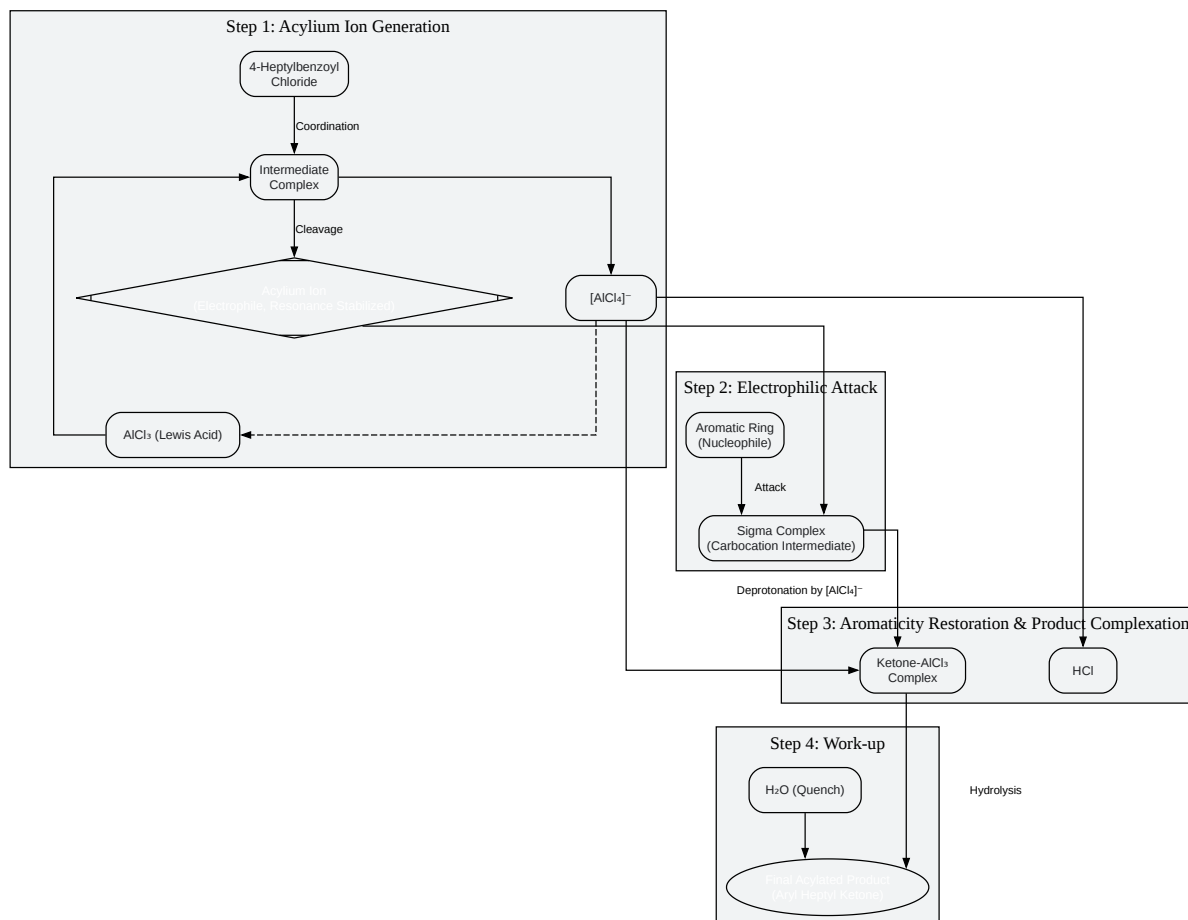 Step 1: Acylium Ion Generation
4-Heptylbenzoyl
Chloride
Coordination
Intermediate
Complex
Cleavage
Acylium Ion
(Electrophile, Resonance Stabilized)
[AlCl₄]⁻
AlCl₃ (Lewis Acid)
Step 2: Electrophilic Attack
Aromatic Ring
(Nucleophile)
Attack
Sigma Complex
(Carbocation Intermediate)
Deprotonation by [AlCl₄]⁻
Step 3: Aromaticity Restoration & Product Complexation
Ketone-AlCl₃
Complex
HCl
Step 4: Work-up
H₂O (Quench)
Hydrolysis
Final Acylated Product
(Aryl Heptyl Ketone)